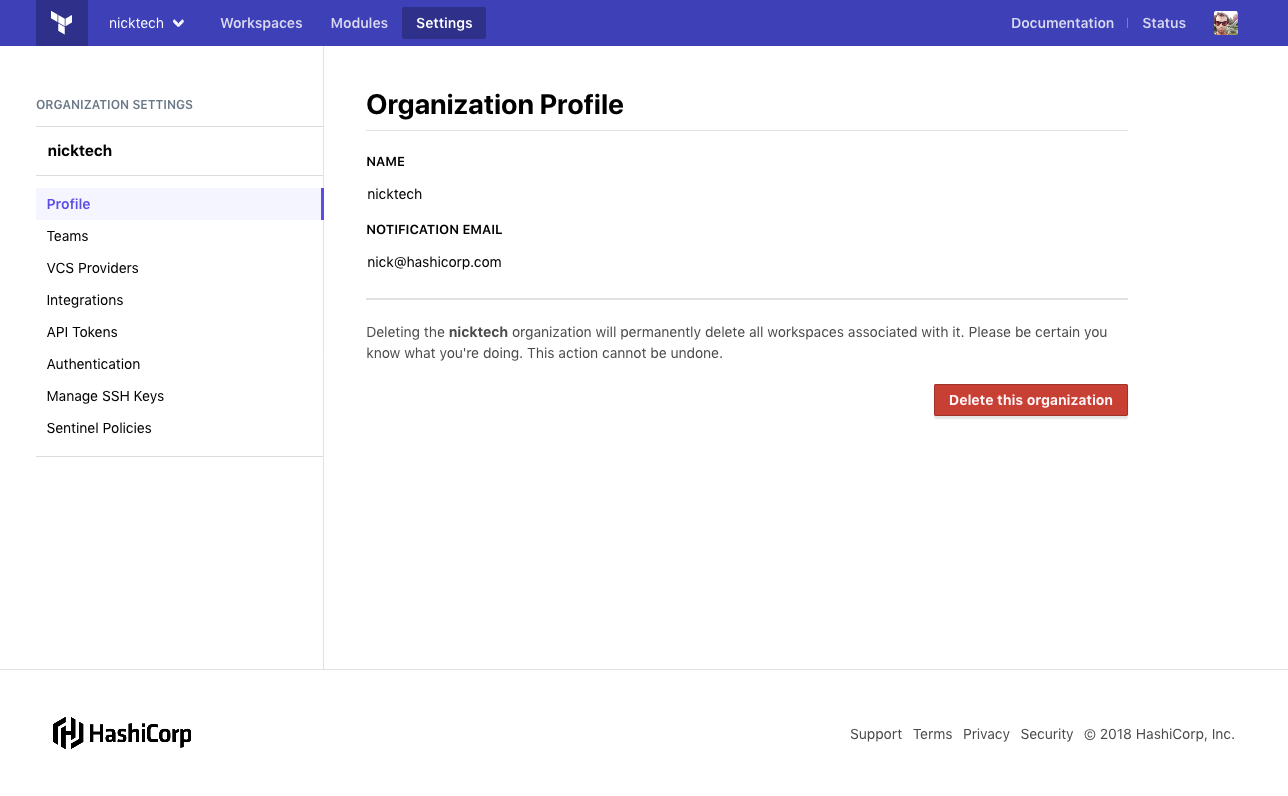 nicktech
Workspaces
Modules
Settings
Documentation
Status
ORGANIZATION SETTINGS
nicktech
Profile
Teams
VCS Providers
Integrations
API Tokens
Authentication
Manage SSH Keys
Sentinel Policies
Organization Profile
NAME
nicktech
NOTIFICATION EMAIL
nick@hashicorp.com
Deleting the nicktech organization will permanently delete all workspaces associated with it. Please be certain you
know what you're doing. This action cannot be undone.
Delete this organization
HashiCorp
Support Terms Privacy Security © 2018 HashiCorp, Inc.